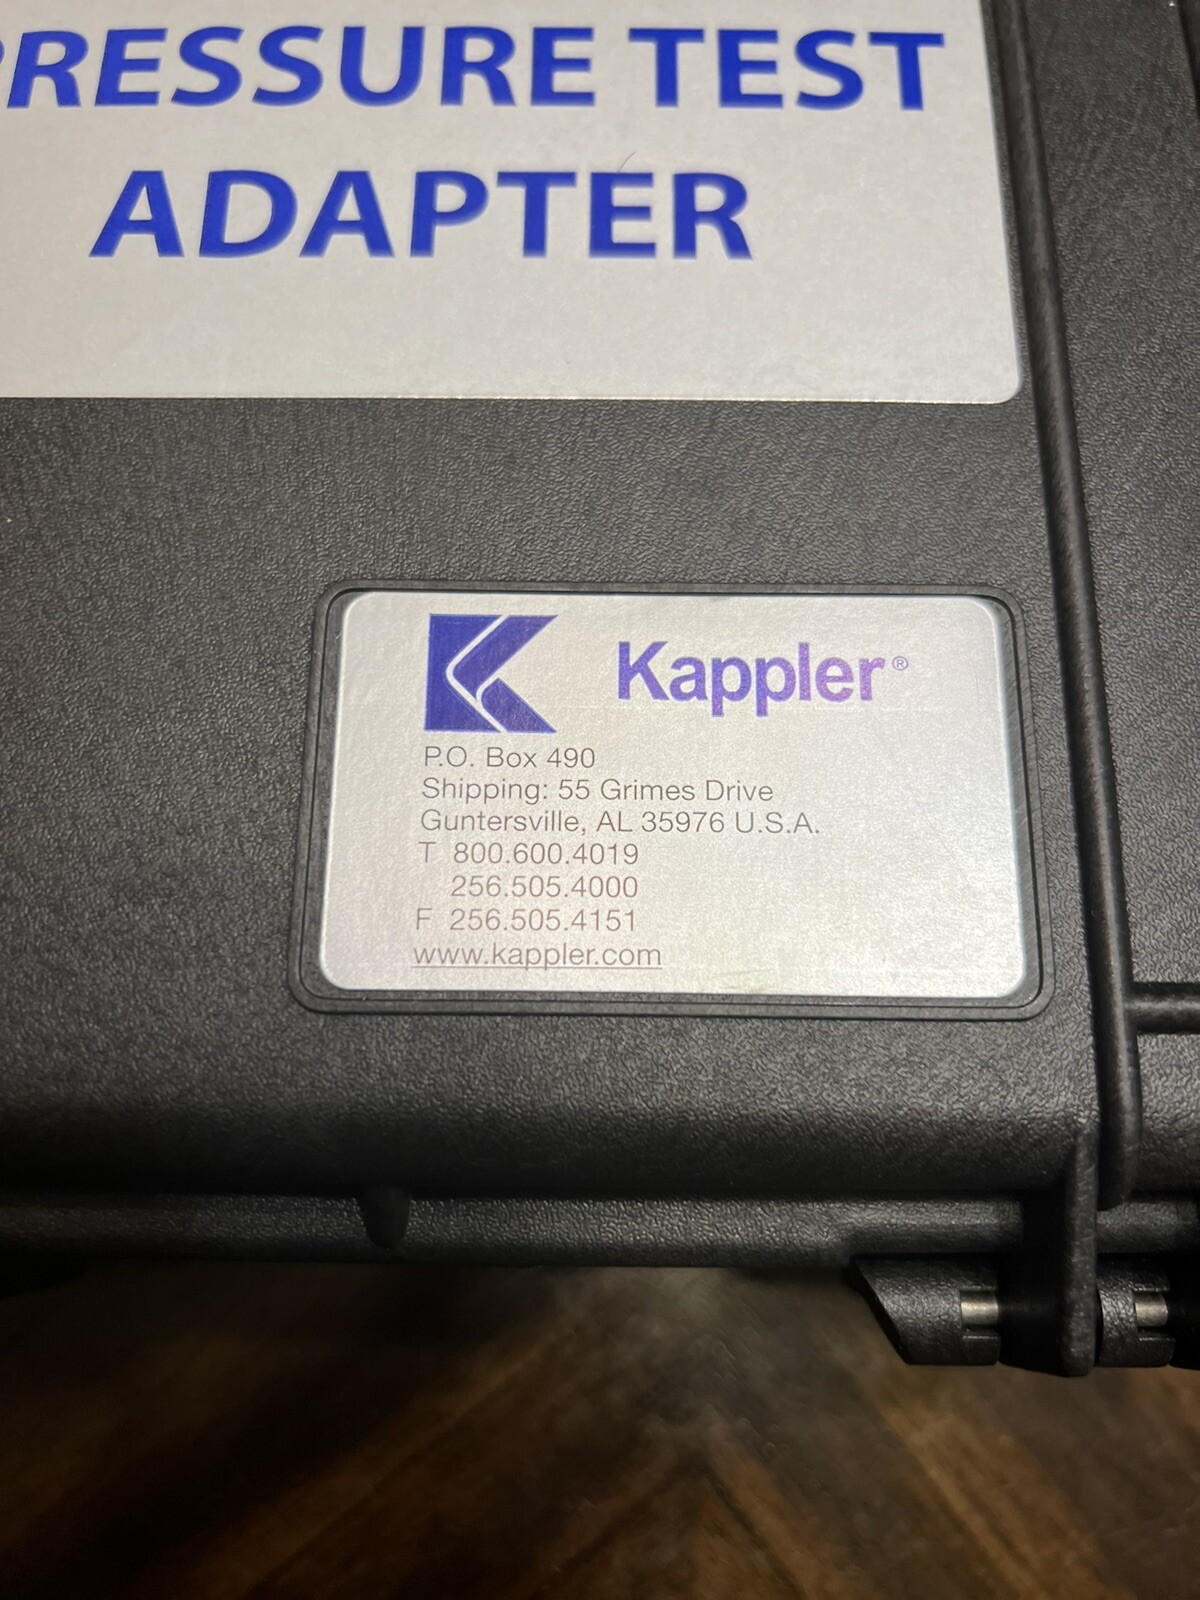 PRESSURE TEST
ADAPTER
Kappler®
P.O. Box 490
Shipping: 55 Grimes Drive
Guntersville, AL 35976 U.S.A.
T 800.600.4019
256.505.4000
F 256.505.4151
www.kappler.com